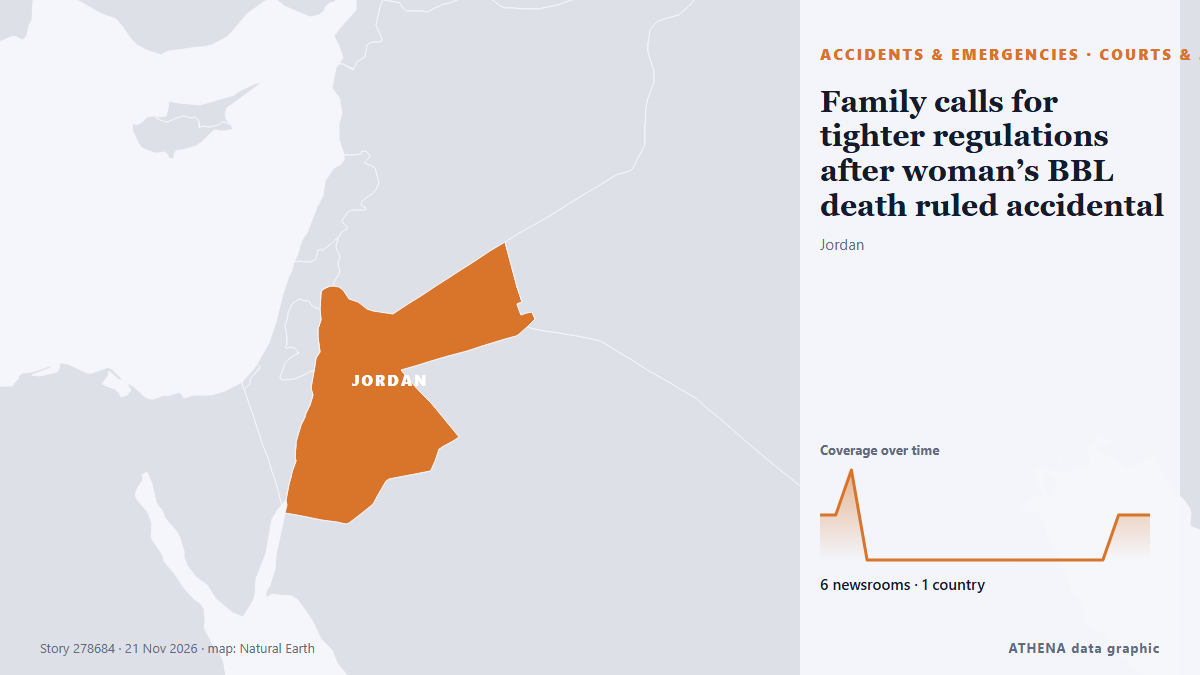 ACCIDENTS & EMERGENCIES · COURTS &
Family calls for
tighter regulations
after woman’s BBL
death ruled accidental
Jordan
JORDAN
Coverage over time
6 newsrooms · 1 country
Story 278684 · 21 Nov 2026 · map: Natural Earth
ATHENA data graphic